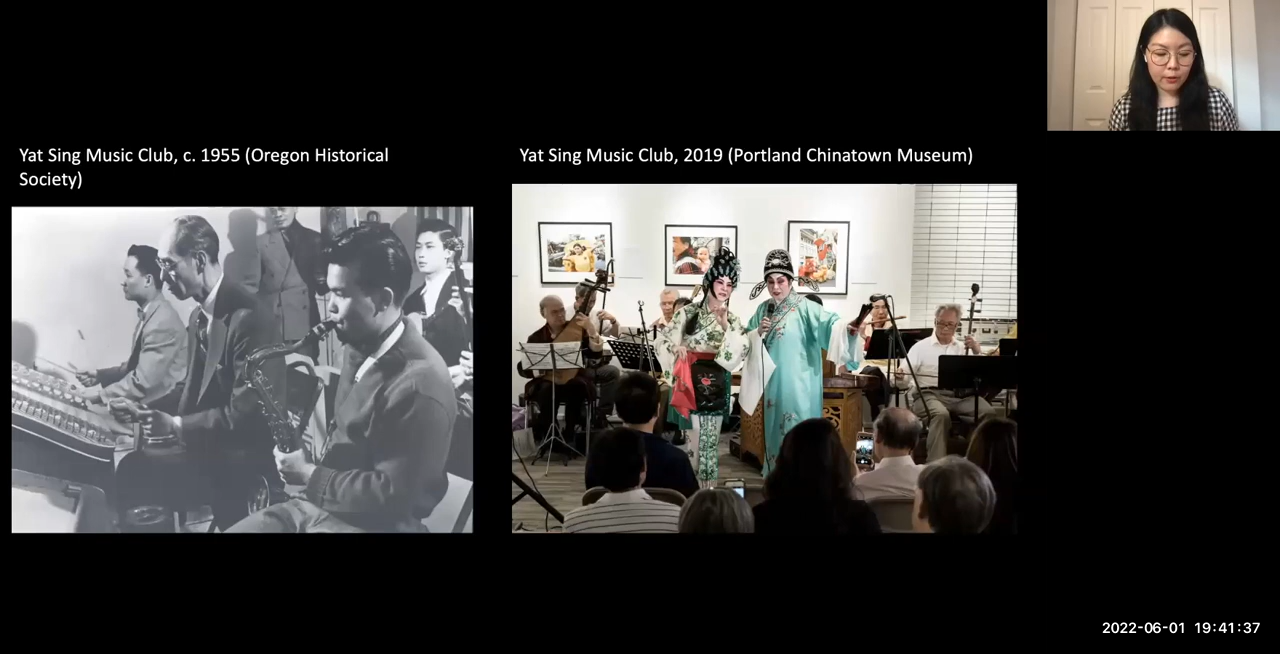 Yat Sing Music Club, c. 1955 (Oregon Historical
Society)
Yat Sing Music Club, 2019 (Portland Chinatown Museum)
2022-06-01 19:41:37